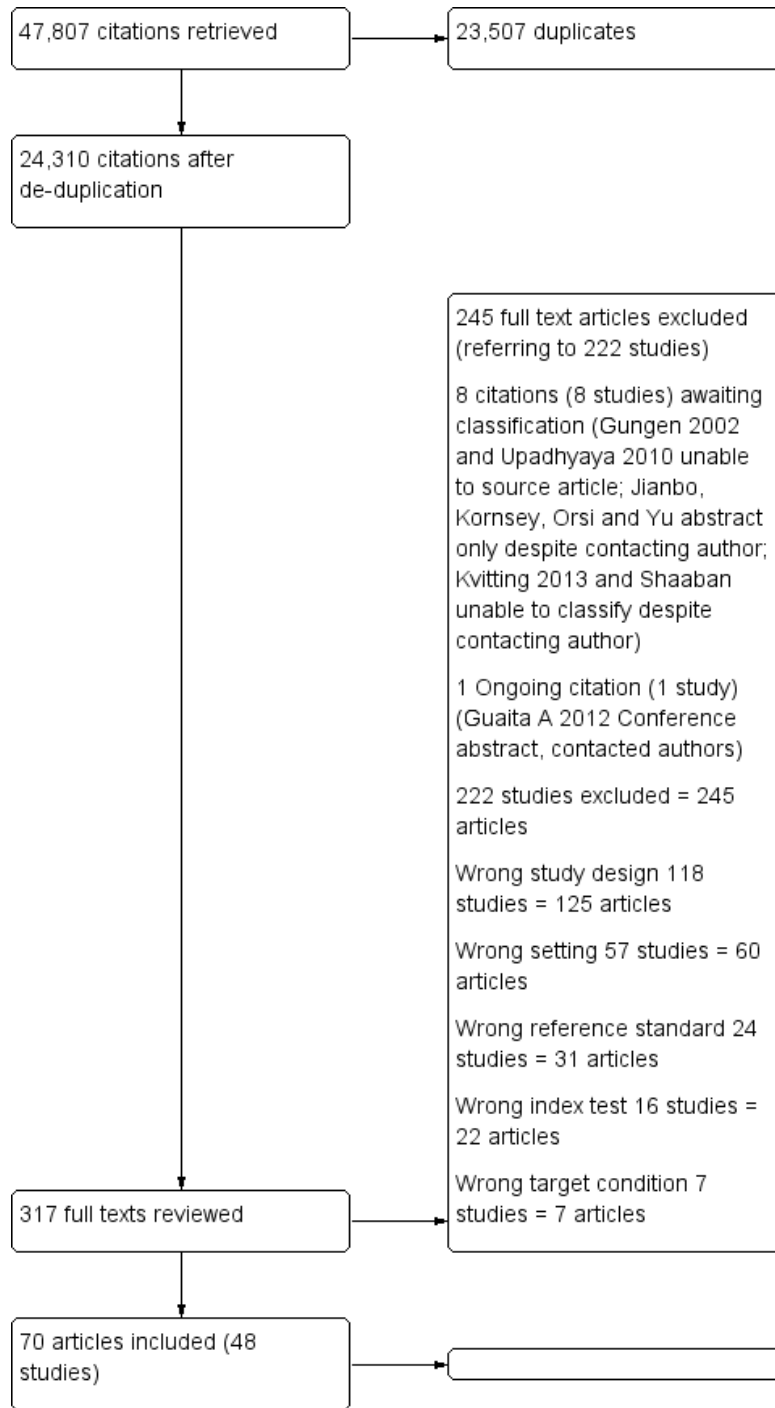 47,807 citations retrieved
23,507 duplicates
24,310 citations after
de-duplication
245 full text articles excluded
(referring to 222 studies)
8 citations (8 studies) awaiting
classification (Gungen 2002
and Upadhyaya 2010 unable
to source article; Jianbo,
Kornsey, Orsi and Yu abstract
only despite contacting author;
Kvitting 2013 and Shaaban
unable to classify despite
contacting author)
1 Ongoing citation (1 study)
(Guaita A 2012 Conference
abstract, contacted authors)
222 studies excluded = 245
articles
Wrong study design 118
studies = 125 articles
Wrong setting 57 studies = 60
articles
Wrong reference standard 24
studies = 31 articles
Wrong index test 16 studies =
22 articles
Wrong target condition 7
studies = 7 articles
317 full texts reviewed
70 articles included (48
studies)